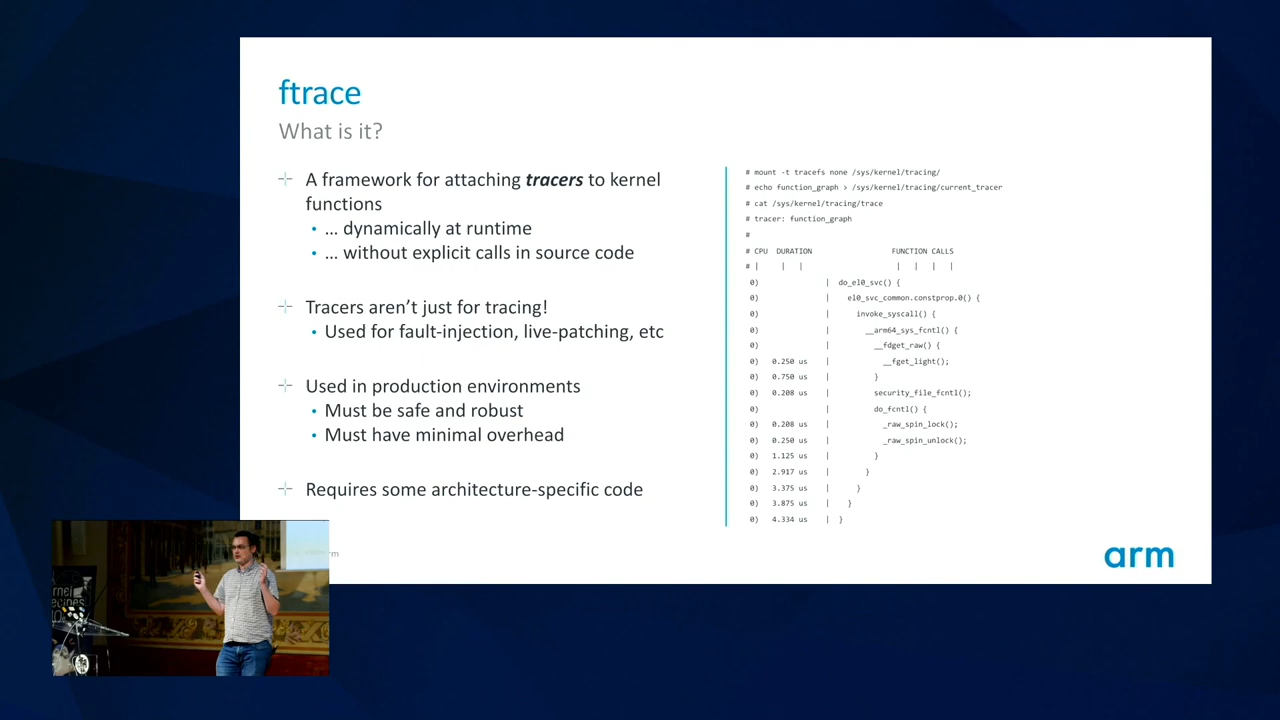 ftrace
What is it?
A framework for attaching tracers to kernel
functions
• … dynamically at runtime
• … without explicit calls in source code
Tracers aren’t just for tracing!
• Used for fault-injection, live-patching, etc
Used in production environments
• Must be safe and robust
• Must have minimal overhead
Requires some architecture-specific code
# mount -t tracefs none /sys/kernel/tracing/
# echo function_graph > /sys/kernel/tracing/current_tracer
# cat /sys/kernel/tracing/trace
# tracer: function_graph
#
# CPU  DURATION                  FUNCTION CALLS
# |     |   |                     |   |   |   |
0)               |  do_el0_svc() {
0)               |    el0_svc_common.constprop.0() {
0)               |      invoke_syscall() {
0)               |        __arm64_sys_fcntl() {
0)               |          __fdget_raw() {
0)   0.250 us    |            __fget_light();
0)   0.750 us    |          }
0)   0.208 us    |          security_file_fcntl();
0)               |          do_fcntl() {
0)   0.208 us    |            _raw_spin_lock();
0)   0.250 us    |            _raw_spin_unlock();
0)   1.125 us    |          }
0)   2.917 us    |        }
0)   3.375 us    |      }
0)   3.875 us    |    }
0)   4.334 us    |  }
arm